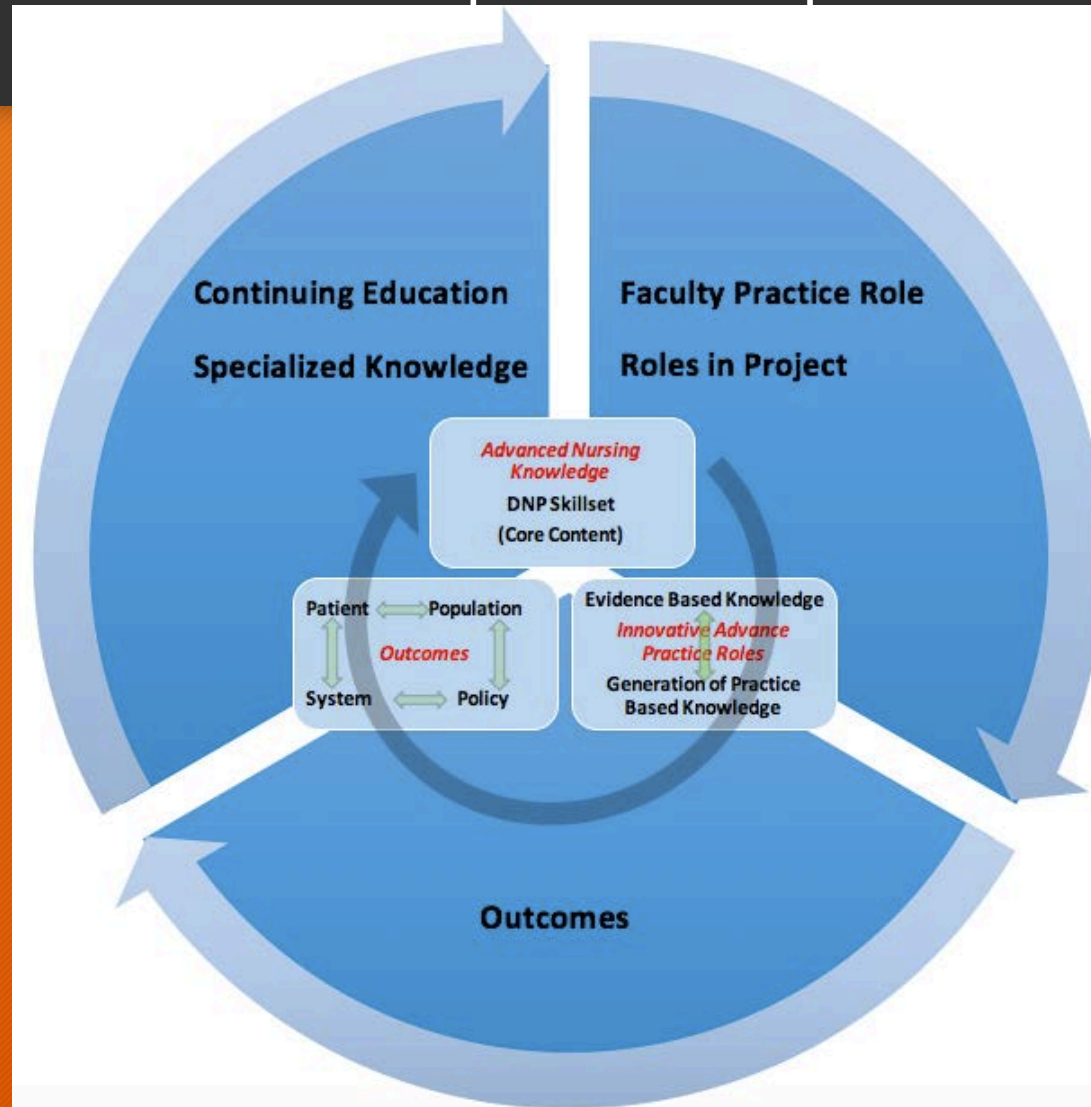 Continuing Education
Specialized Knowledge
Faculty Practice Role
Roles in Project
Advanced Nursing
Knowledge
DNP Skillset
(Core Content)
Patient Population
Outcomes
System Policy
Evidence Based Knowledge
Innovative Advance
Practice Roles
Generation of Practice
Based Knowledge
Outcomes